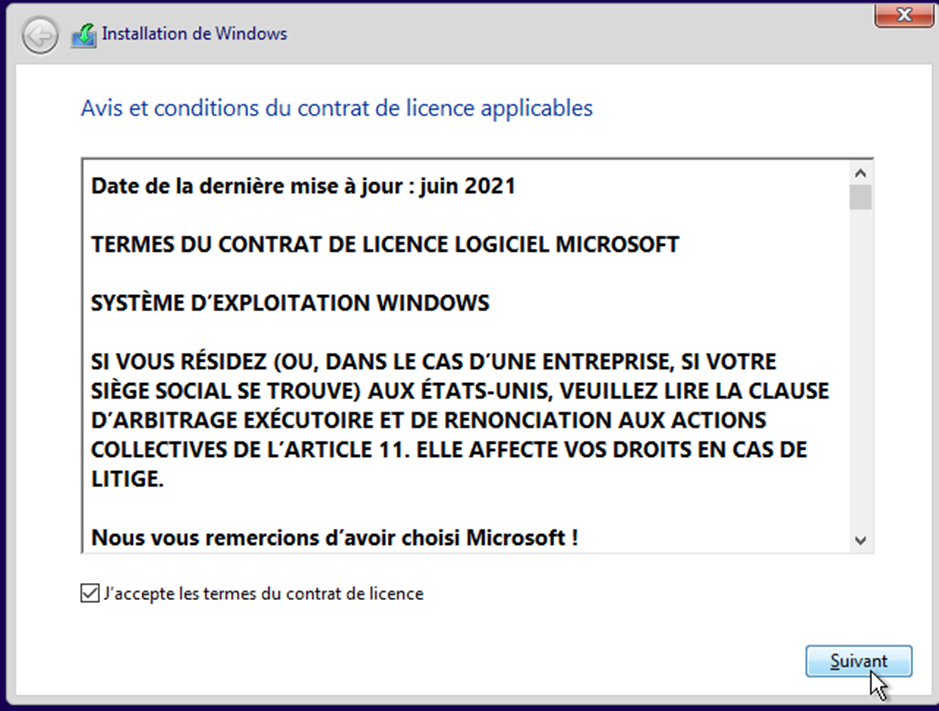 Installation de Windows
Avis et conditions du contrat de licence applicables
Date de la dernière mise à jour : juin 2021
TERMES DU CONTRAT DE LICENCE LOGICIEL MICROSOFT
SYSTÈME D’EXPLOITATION WINDOWS
SI VOUS RÉSIDEZ (OU, DANS LE CAS D’UNE ENTREPRISE, SI VOTRE
SIÈGE SOCIAL SE TROUVE) AUX ÉTATS-UNIS, VEUILLEZ LIRE LA CLAUSE
D’ARBITRAGE EXÉCUTOIRE ET DE RENONCIATION AUX ACTIONS
COLLECTIVES DE L’ARTICLE 11. ELLE AFFECTE VOS DROITS EN CAS DE
LITIGE.
Nous vous remercions d’avoir choisi Microsoft !
J’accepte les termes du contrat de licence
Suivant